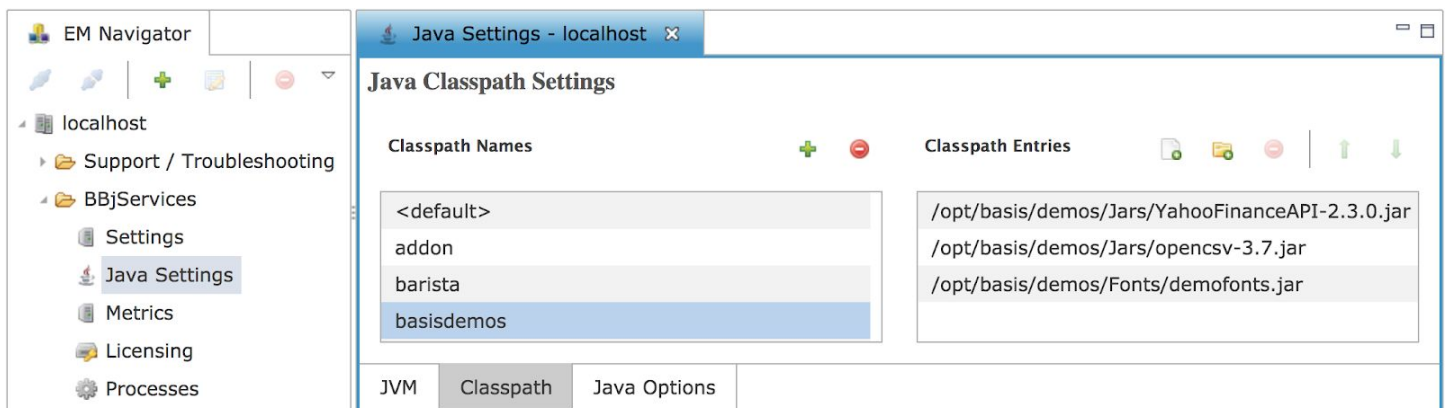 EM Navigator
localhost
Support / Troubleshooting
BBjServices
Settings
Java Settings
Metrics
Licensing
Processes
Java Settings - localhost
Java Classpath Settings
Classpath Names
<default>
addon
barista
basisdemos
Classpath Entries
/opt/basis/demos/Jars/YahooFinanceAPI-2.3.0.jar
/opt/basis/demos/Jars/opencsv-3.7.jar
/opt/basis/demos/Fonts/demofonts.jar
JVM
Classpath
Java Options